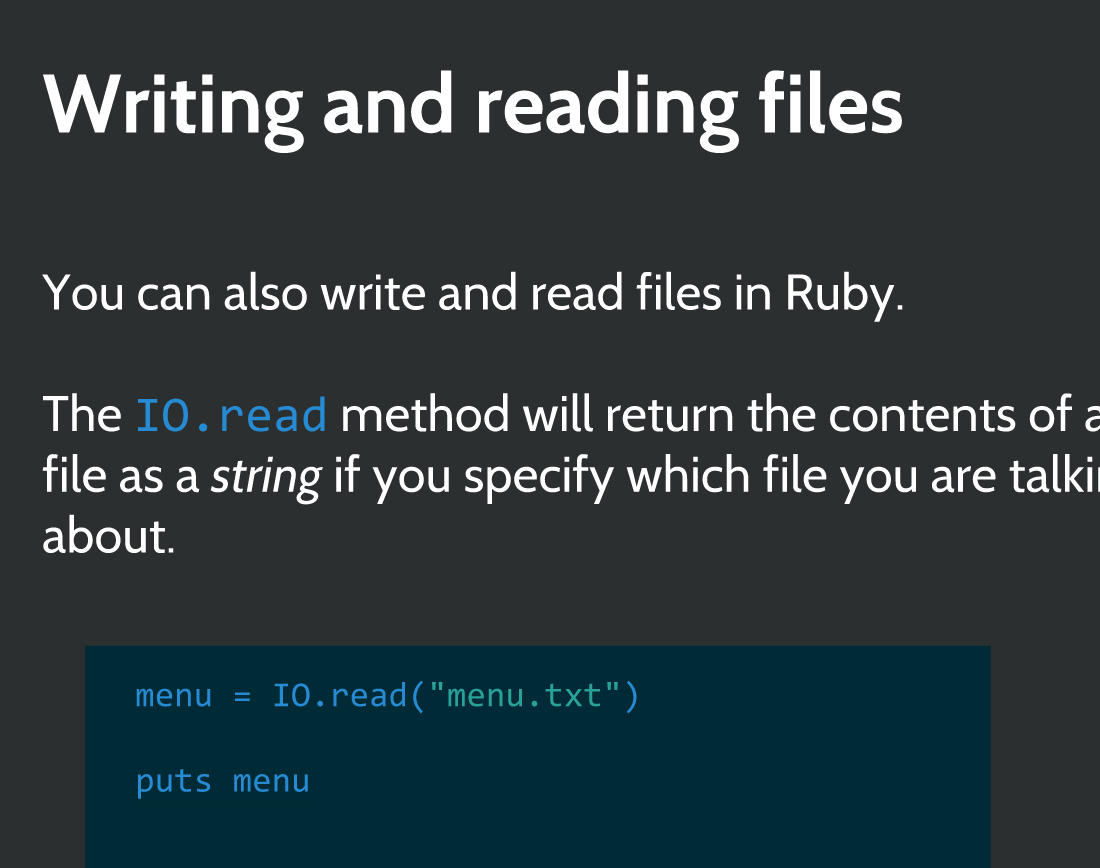 Writing and reading files
You can also write and read files in Ruby.
The IO.read method will return the contents of a
file as a string if you specify which file you are
about.
menu = IO.read("menu.txt")
puts menu